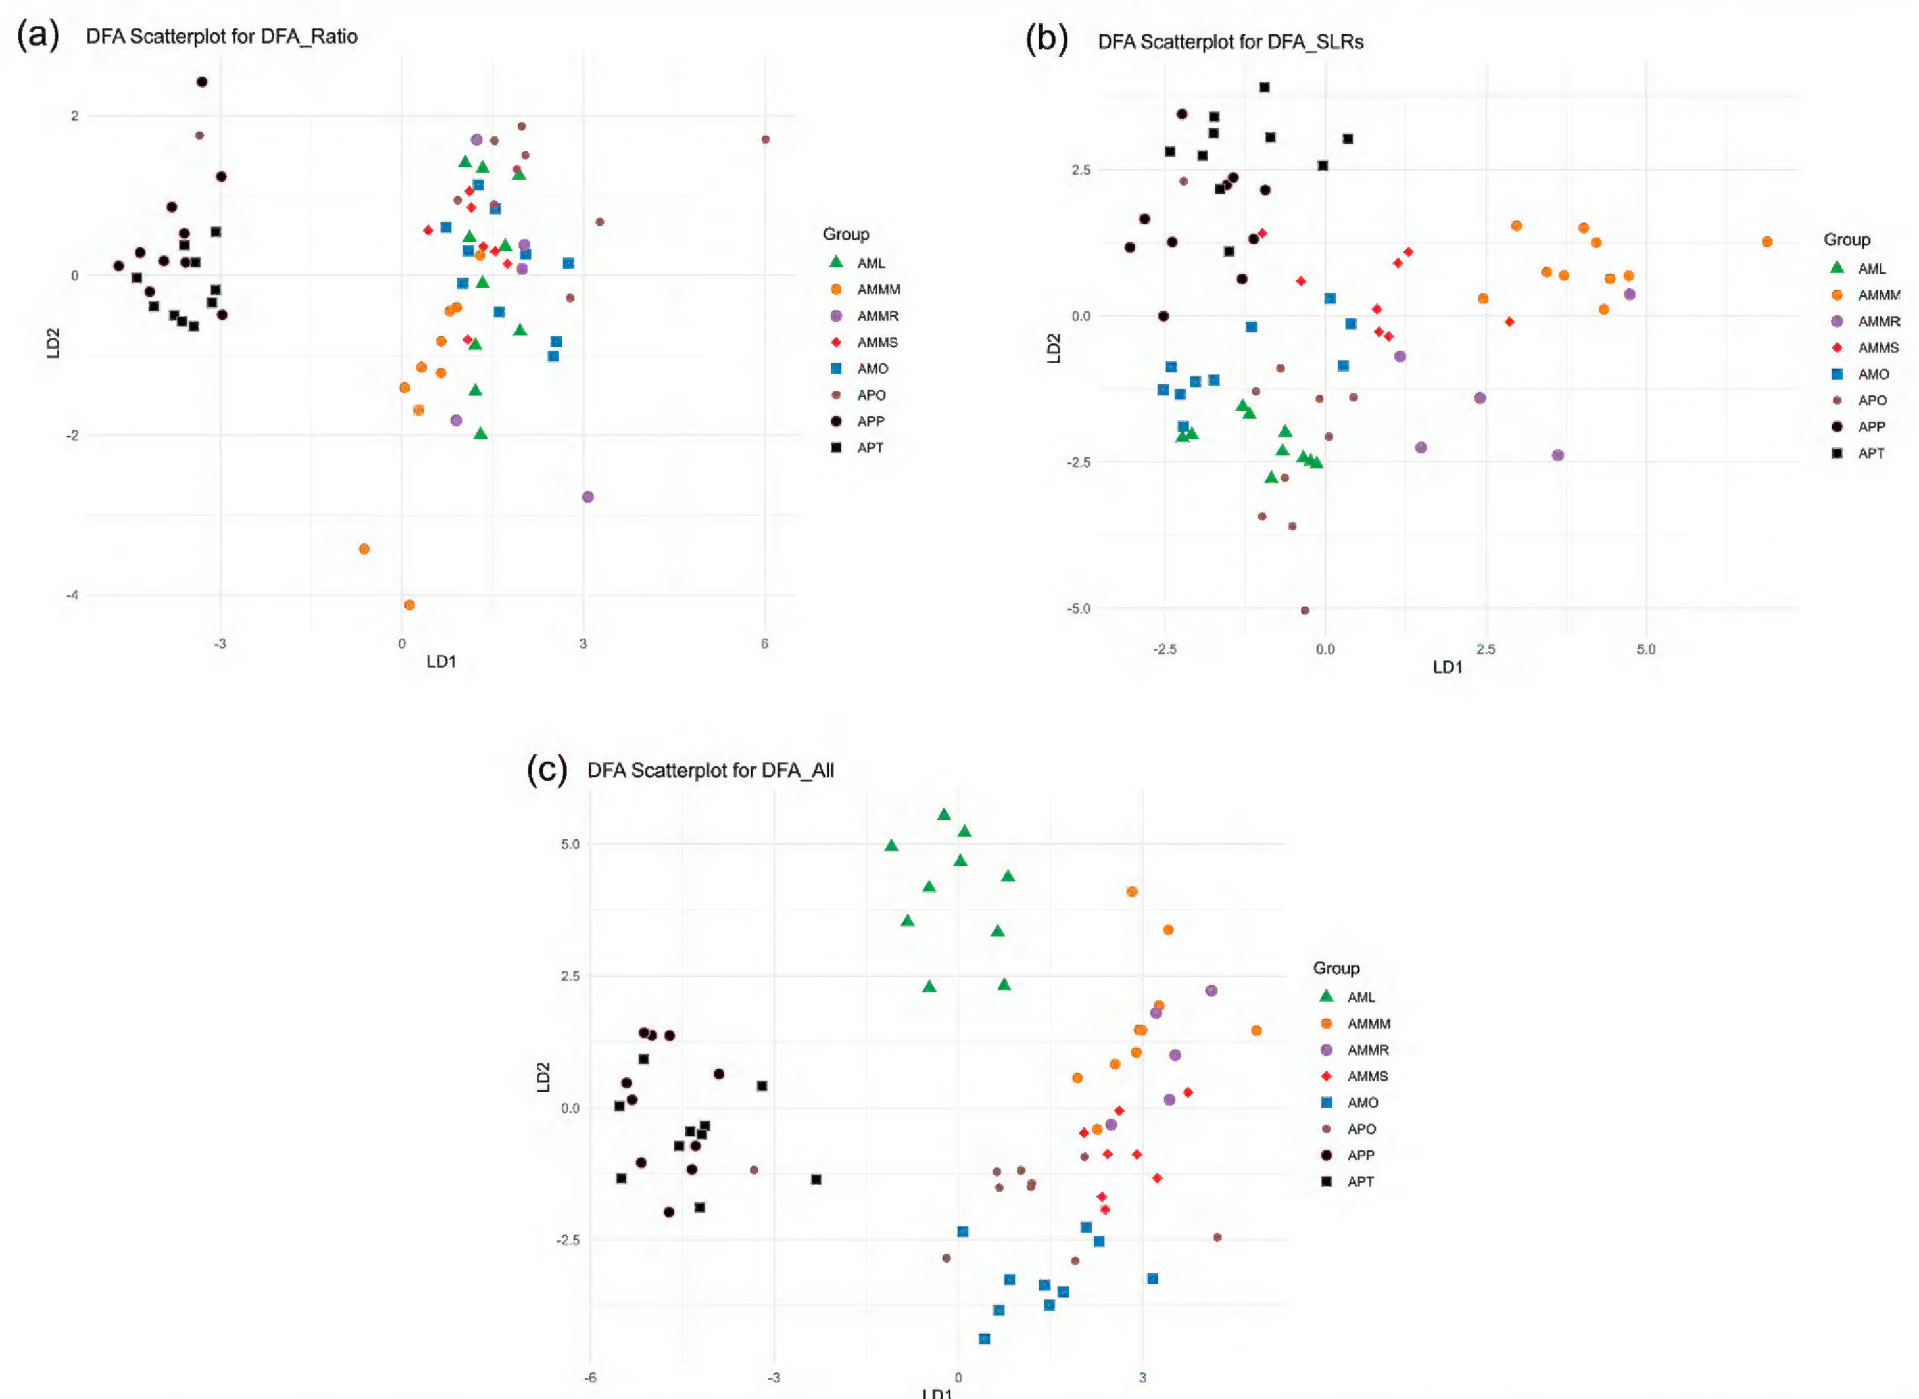 (a) DFA Scatterplot for DFA_Ratio
2
0
-2
-4
LD2
-3 0 3 6
LD1
Group
AML
AMMM
AMMR
AMMS
AMO
APO
APP
APT
(b) DFA Scatterplot for DFA_SLRs
2.5
0.0
-2.5
-5.0
LD2
-2.5 0.0 2.5 5.0
LD1
Group
AML
AMMM
AMMR
AMMS
AMO
APO
APP
APT
(c) DFA Scatterplot for DFA_All
5.0
2.5
0.0
-2.5
LD2
-6 -3 0 3
LD1
Group
AML
AMMM
AMMR
AMMS
AMO
APO
APP
APT